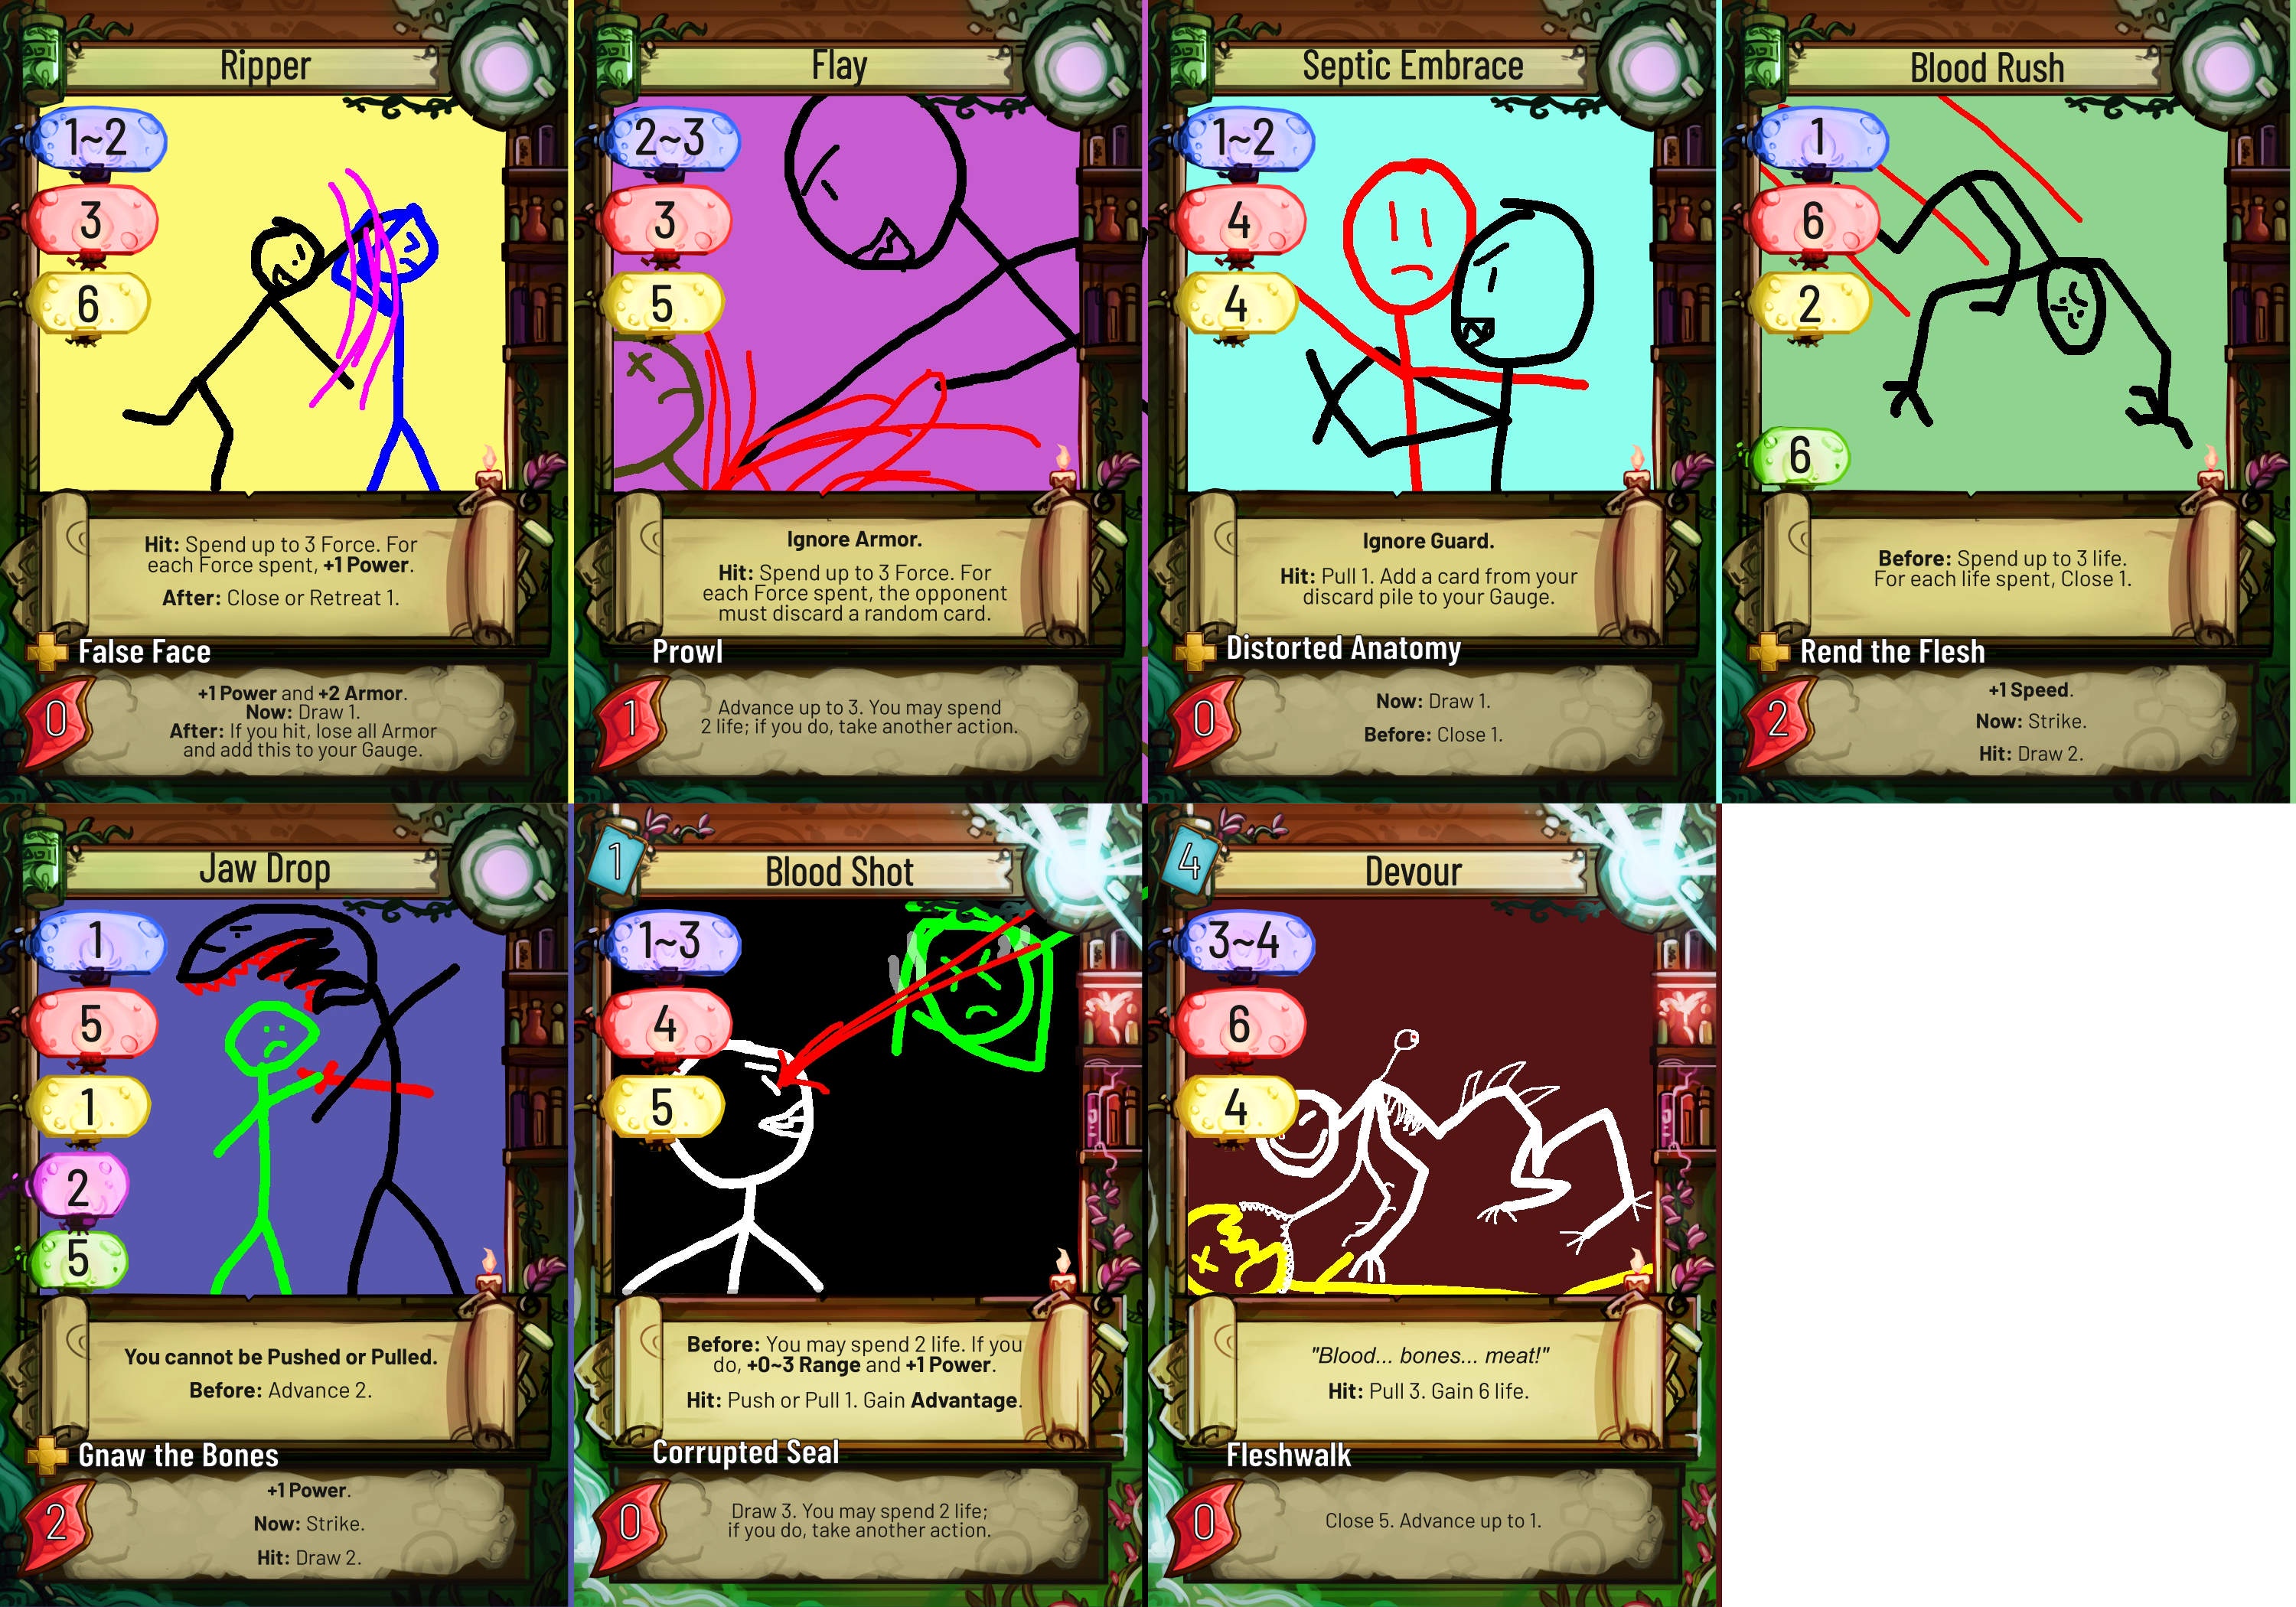 Ripper
1~2
3
6
Hit: Spend up to 3 Force. For
each Force spent, +1 Power.
After: Close or Retreat 1.
False Face
0
+1 Power and +2 Armor.
Now: Draw 1.
After: If you hit, lose all Armor
and add this to your Gauge.
Flay
2~3
3
5
Ignore Armor.
Hit: Spend up to 3 Force. For
each Force spent, the opponent
must discard a random card.
Prowl
1
Advance up to 3. You may spend
2 life; if you do, take another action.
Septic Embrace
1~2
4
4
Ignore Guard.
Hit: Pull 1. Add a card from your
discard pile to your Gauge.
Distorted Anatomy
0
Now: Draw 1.
Before: Close 1.
Blood Rush
1
6
2
6
Before: Spend up to 3 life.
For each life spent, Close 1.
Rend the Flesh
2
+1 Speed.
Now: Strike.
Hit: Draw 2.
Jaw Drop
1
5
1
2
5
You cannot be Pushed or Pulled.
Before: Advance 2.
Gnaw the Bones
2
+1 Power.
Now: Strike.
Hit: Draw 2.
1
Blood Shot
1~3
4
5
Before: You may spend 2 life. If you
do, +0~3 Range and +1 Power.
Hit: Push or Pull 1. Gain Advantage.
Corrupted Seal
0
Draw 3. You may spend 2 life;
if you do, take another action.
4
Devour
3~4
6
4
"Blood... bones... meat!"
Hit: Pull 3. Gain 6 life.
Fleshwalk
0
Close 5. Advance up to 1.